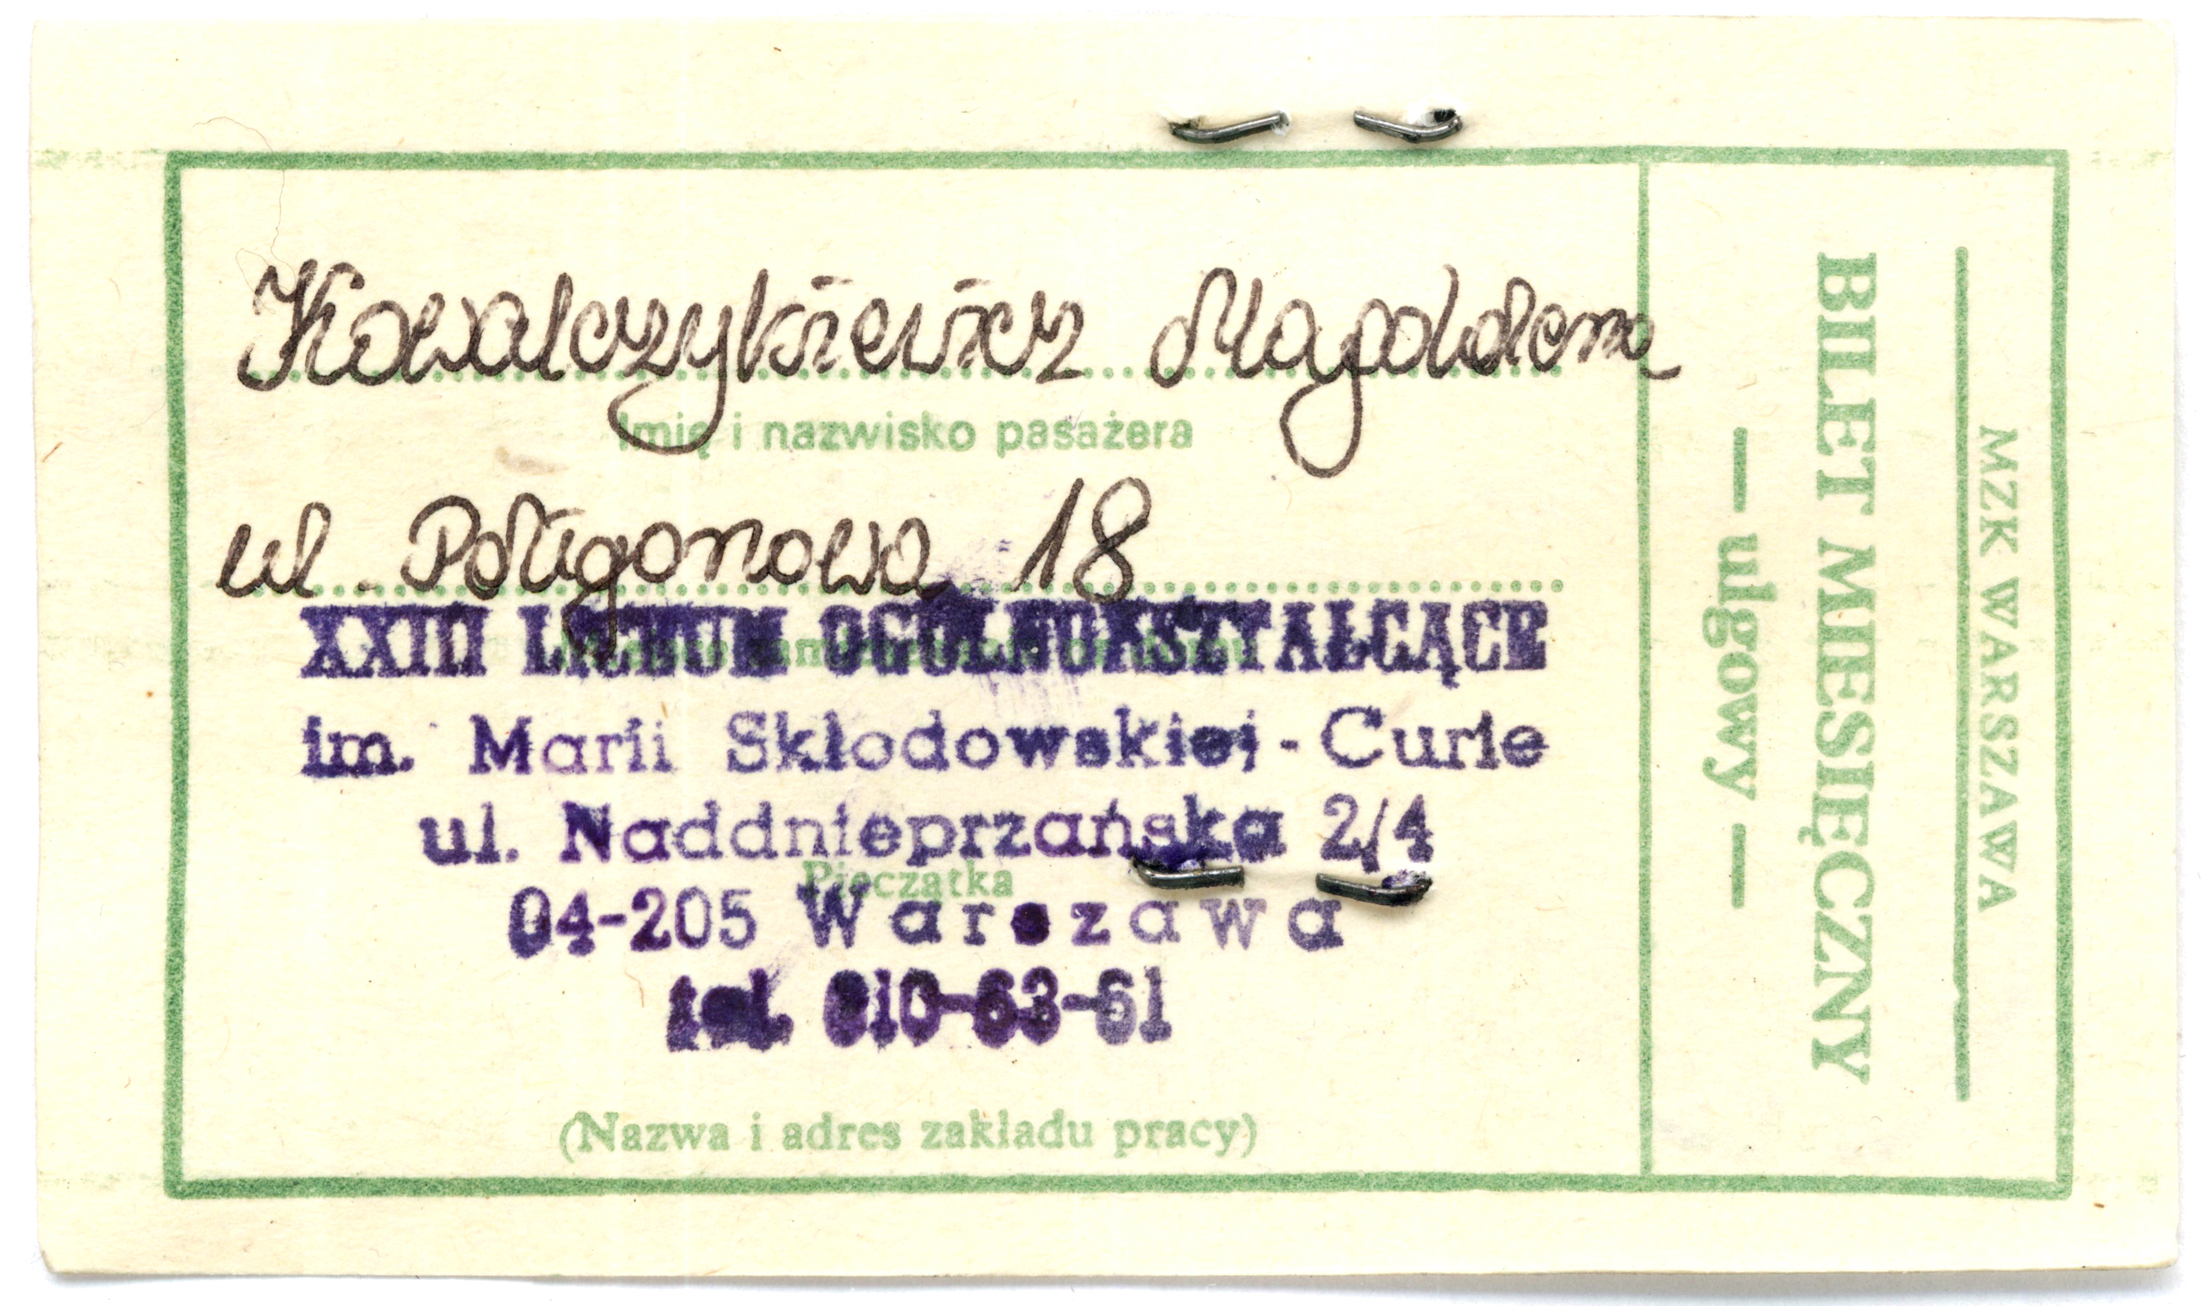 Kowalczykiewicz Magdalena
Imię i nazwisko pasażera
ul. Poligonowa 18
XXIII LICEUM OGÓLNOKSZTAŁCĄCE
im. Marii Skłodowskiej-Curie
ul. Naddnieprzańska 2/4
Pieczątka
04-205 Warszawa
tel. 810-63-61
(Nazwa i adres zakładu pracy)
MZK WARSZAWA
BILET MIESIĘCZNY
— ulgowy —